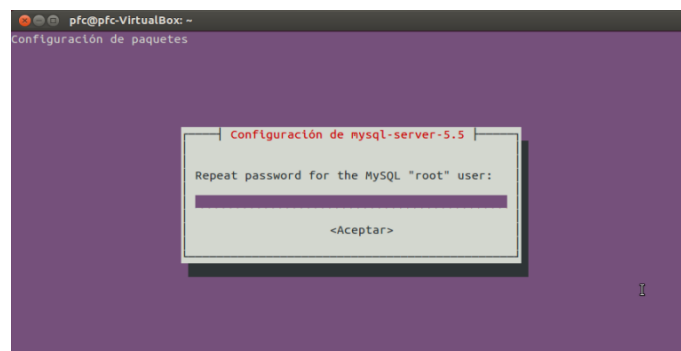 pfc@pfc-VirtualBox: ~
Configuración de paquetes
Configuración de mysql-server-5.5
Repeat password for the MySQL "root" user:
<Aceptar>